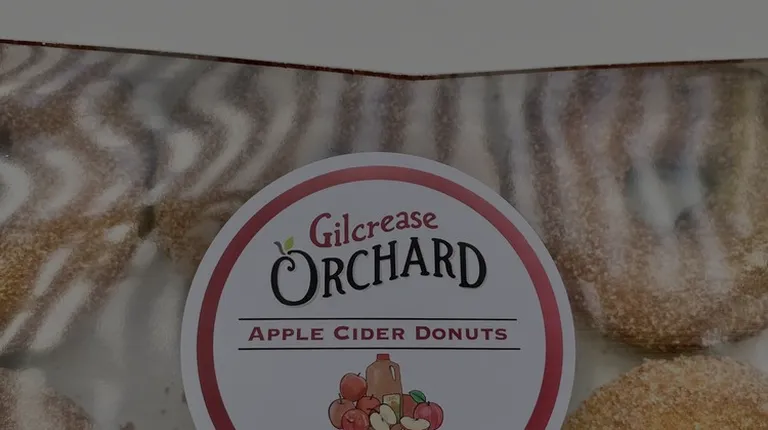 Gilcrease
ORCHARD
APPLE CIDER DONUTS